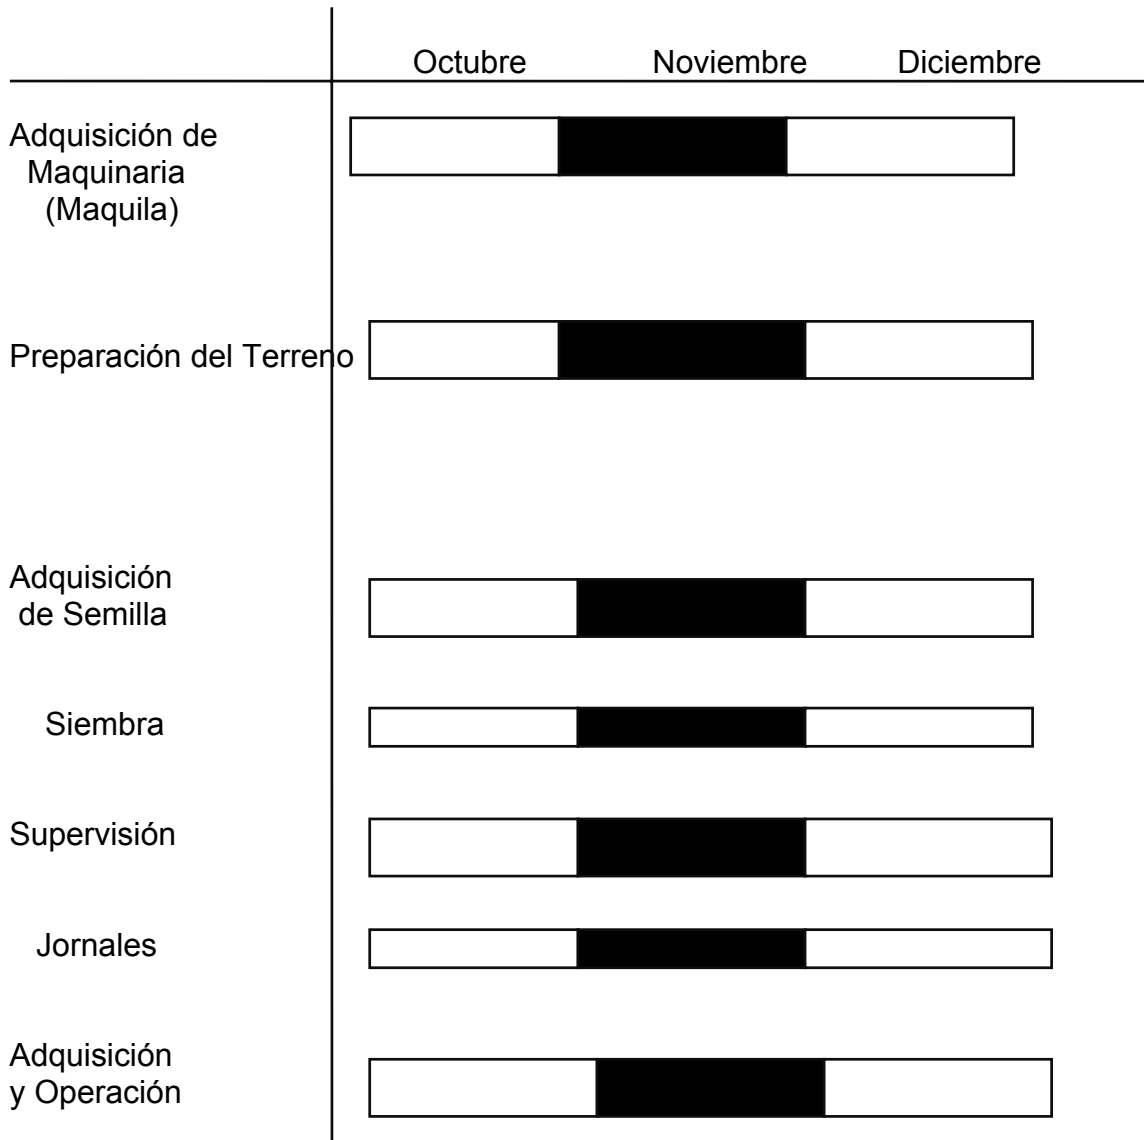 Octubre Noviembre Diciembre
Adquisición de
Maquinaria
(Maquila)
Preparación del Terreno
Adquisición
de Semilla
Siembra
Supervisión
Jornales
Adquisición
y Operación